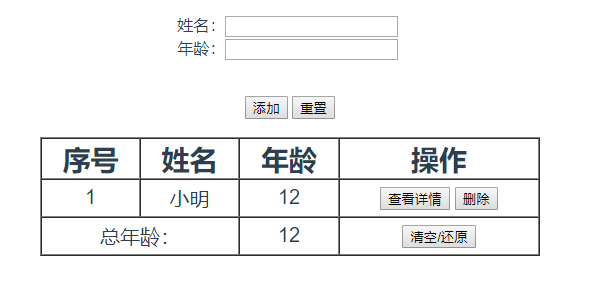 姓名：
年龄：
添加 重置
序号 姓名 年龄 操作
1 小明 12 查看详情 删除
总年龄： 12 清空/还原